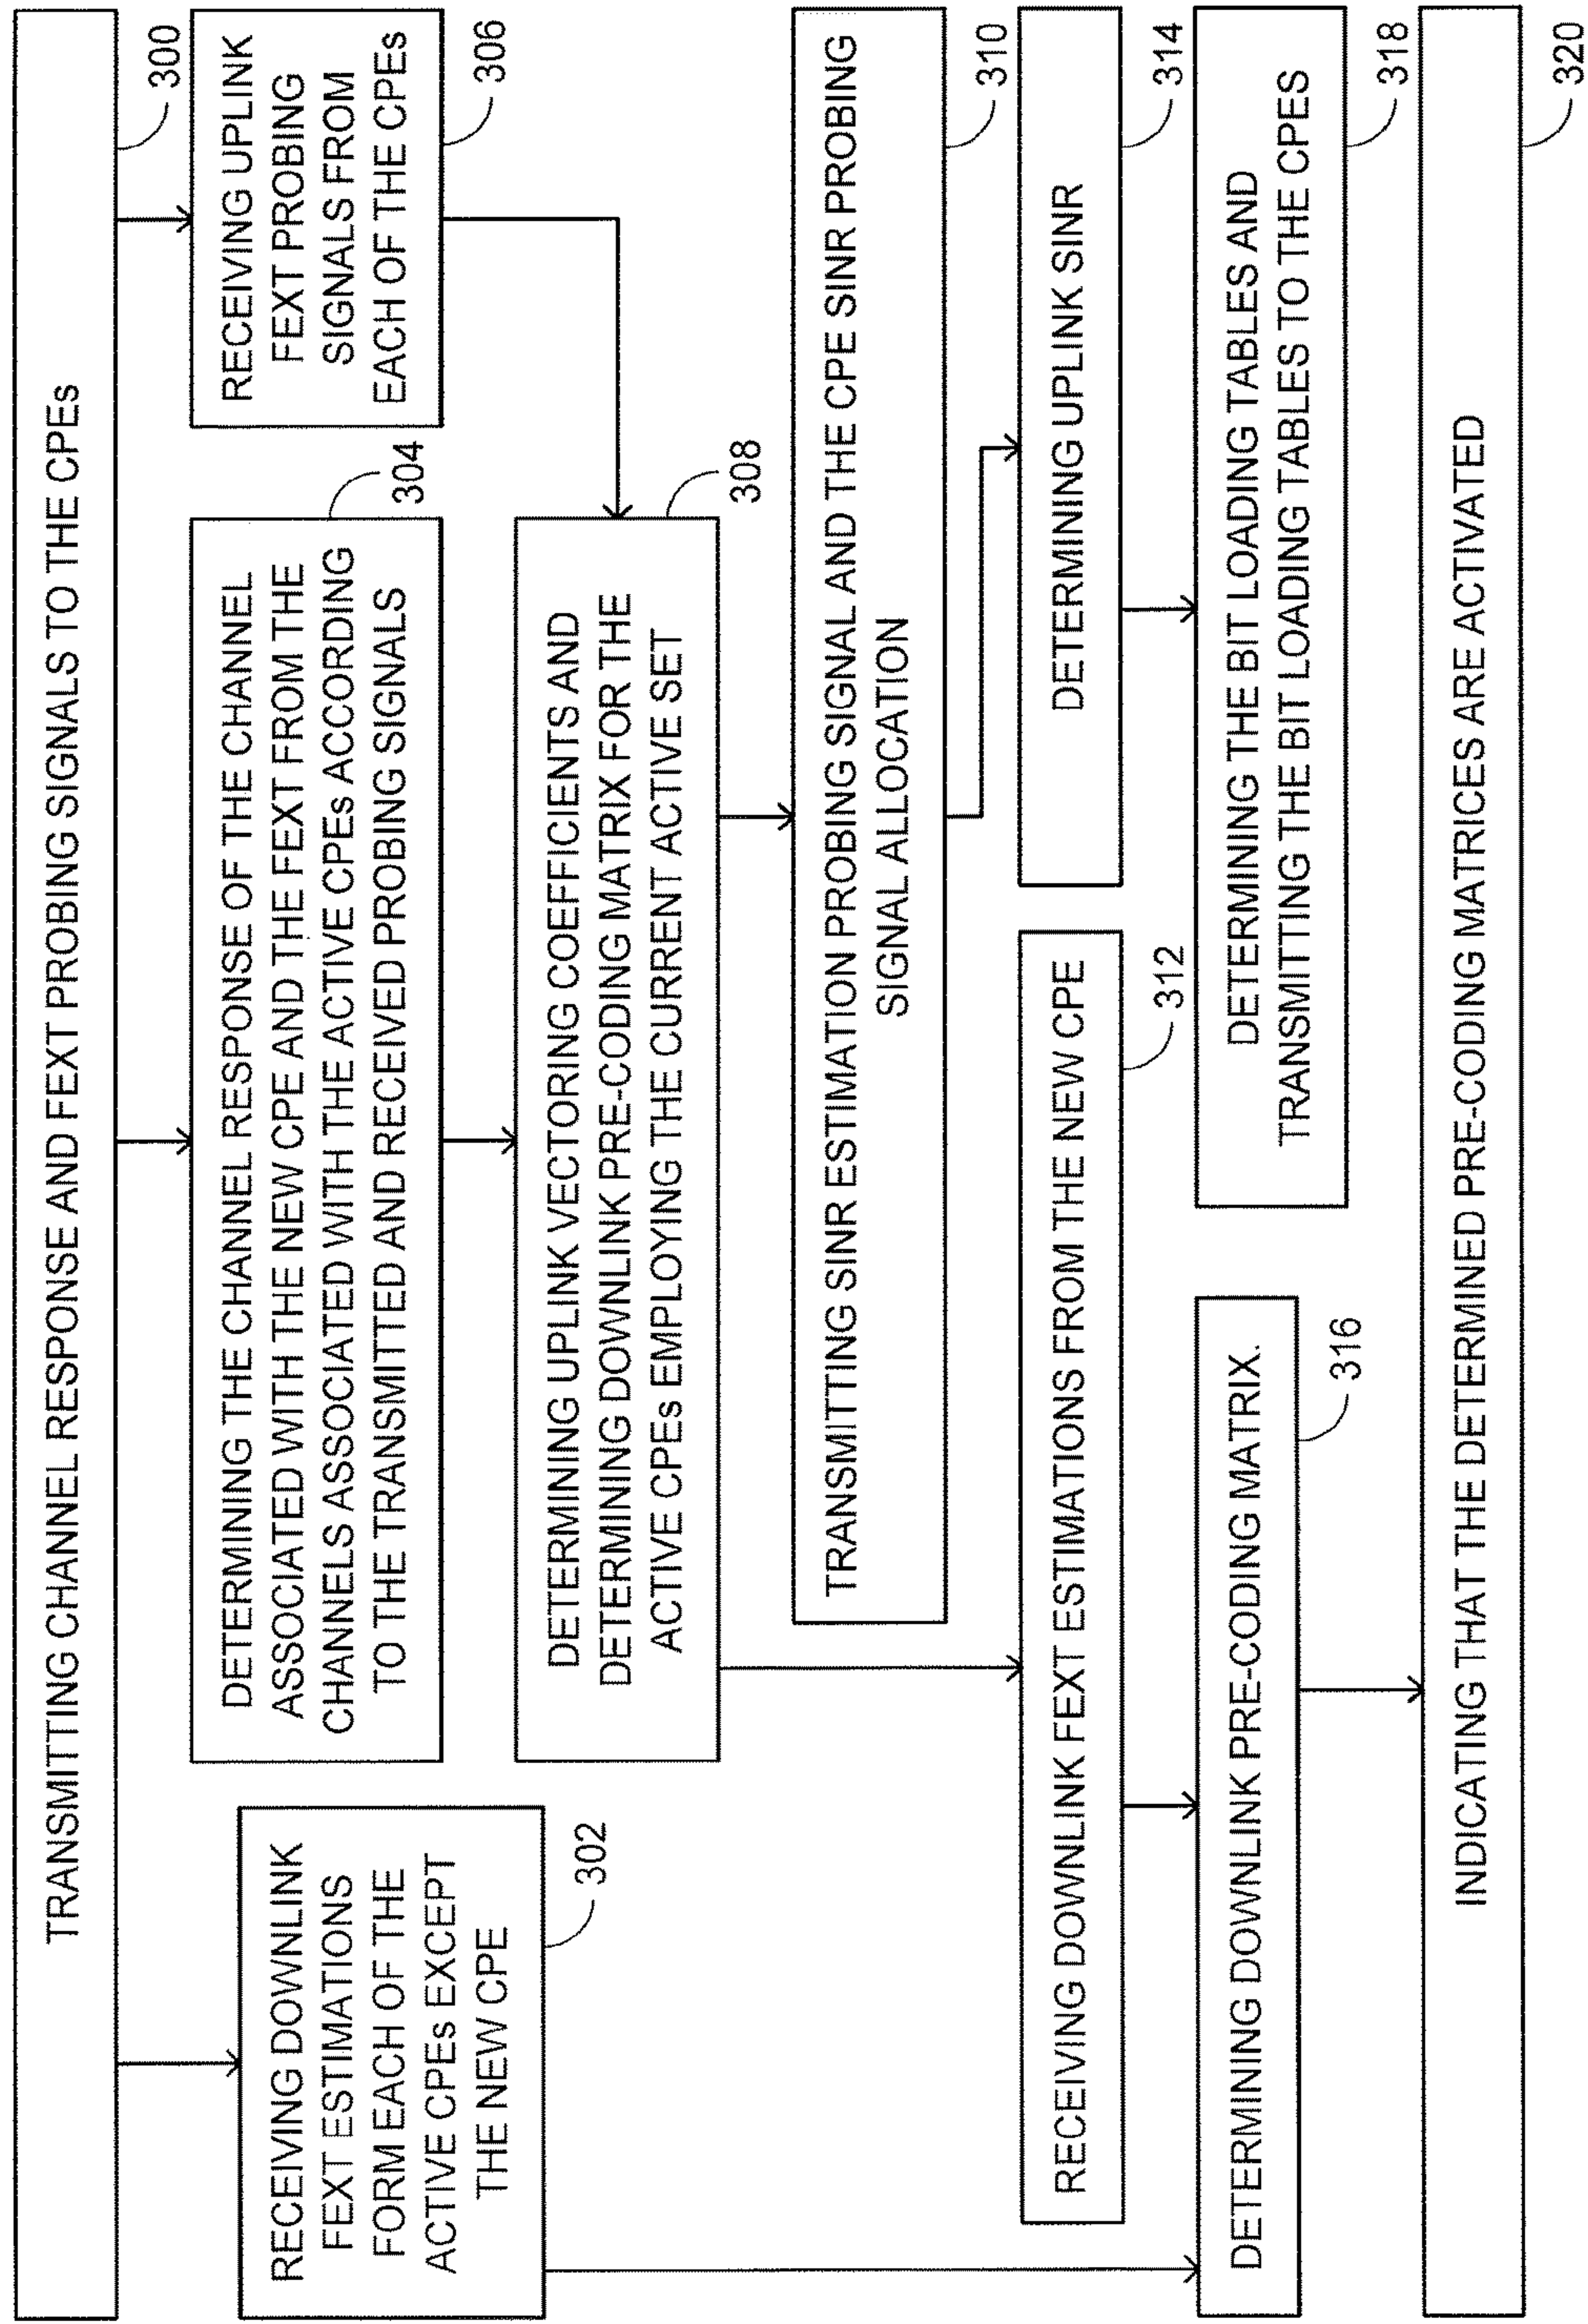 TRANSMITTING CHANNEL RESPONSE AND FEXT PROBING SIGNALS TO THE CPEs
300
RECEIVING DOWNLINK
FEXT ESTIMATIONS
FORM EACH OF THE
ACTIVE CPEs EXCEPT
THE NEW CPE
302
DETERMINING THE CHANNEL RESPONSE OF THE CHANNEL
ASSOCIATED WITH THE NEW CPE AND THE FEXT FROM THE
CHANNELS ASSOCIATED WITH THE ACTIVE CPEs ACCORDING
TO THE TRANSMITTED AND RECEIVED PROBING SIGNALS
304
RECEIVING UPLINK
FEXT PROBING
SIGNALS FROM
EACH OF THE CPEs
306
DETERMINING UPLINK VECTORING COEFFICIENTS AND
DETERMINING DOWNLINK PRE-CODING MATRIX FOR THE
ACTIVE CPEs EMPLOYING THE CURRENT ACTIVE SET
308
TRANSMITTING SINR ESTIMATION PROBING SIGNAL AND THE CPE SINR PROBING
SIGNAL ALLOCATION
310
RECEIVING DOWNLINK FEXT ESTIMATIONS FROM THE NEW CPE
312
DETERMINING UPLINK SINR
314
DETERMINING DOWNLINK PRE-CODING MATRIX.
316
DETERMINING THE BIT LOADING TABLES AND
TRANSMITTING THE BIT LOADING TABLES TO THE CPES
318
INDICATING THAT THE DETERMINED PRE-CODING MATRICES ARE ACTIVATED
320